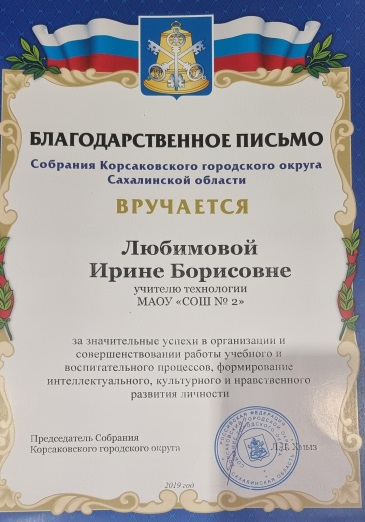 БЛАГОДАРСТВЕННОЕ ПИСЬМО
Собрания Корсаковского городского округа
Сахалинской области
ВРУЧАЕТСЯ
Любимовой
Ирине Борисовне
учителю технологии
МАОУ «СОШ № 2»
за значительные успехи в организации и
совершенствовании работы учебного и
воспитательного процессов, формирование
интеллектуального, культурного и нравственного
развития личности
Председатель Собрания
Корсаковского городского округа
2019 год